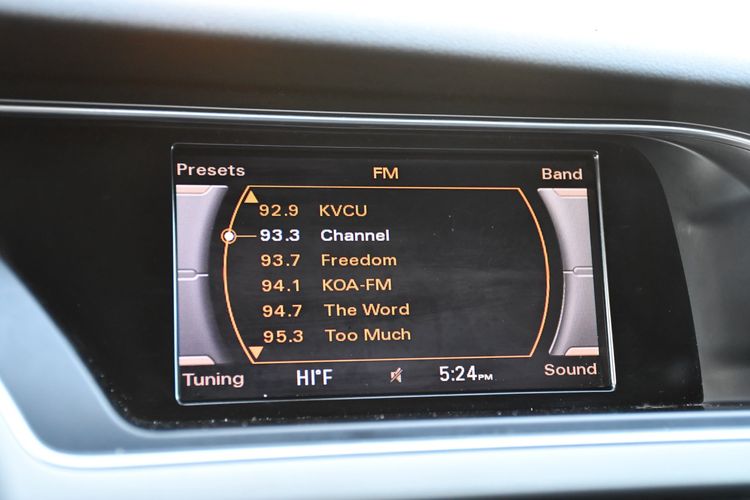 Presets FM Band
92.9 KVCU
93.3 Channel
93.7 Freedom
94.1 KOA-FM
94.7 The Word
95.3 Too Much
Tuning HI°F 5:24PM Sound